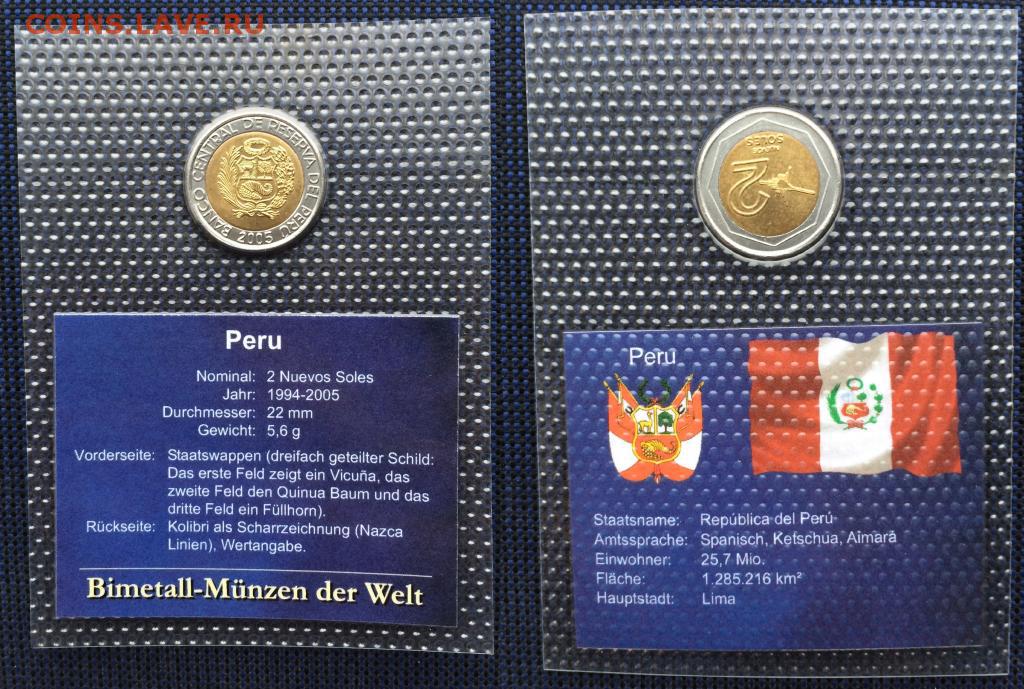 COINS.LAVE.RU
BANCO CENTRAL DE RESERVA DEL PERU
2005
Peru
Nominal: 2 Nuevos Soles
Jahr: 1994-2005
Durchmesser: 22 mm
Gewicht: 5,6 g
Vorderseite: Staatswappen (dreifach geteilter Schild:
Das erste Feld zeigt ein Vicuña, das
zweite Feld den Quinua Baum und das
dritte Feld ein Füllhorn).
Rückseite: Kolibri als Scharrzeichnung (Nazca
Linien), Wertangabe.
Bimetall-Münzen der Welt
2
NUEVOS
SOLES
Peru
Staatsname: República del Perú
Amtssprache: Spanisch, Ketschua, Aimará
Einwohner: 25,7 Mio.
Fläche: 1.285.216 km²
Hauptstadt: Lima